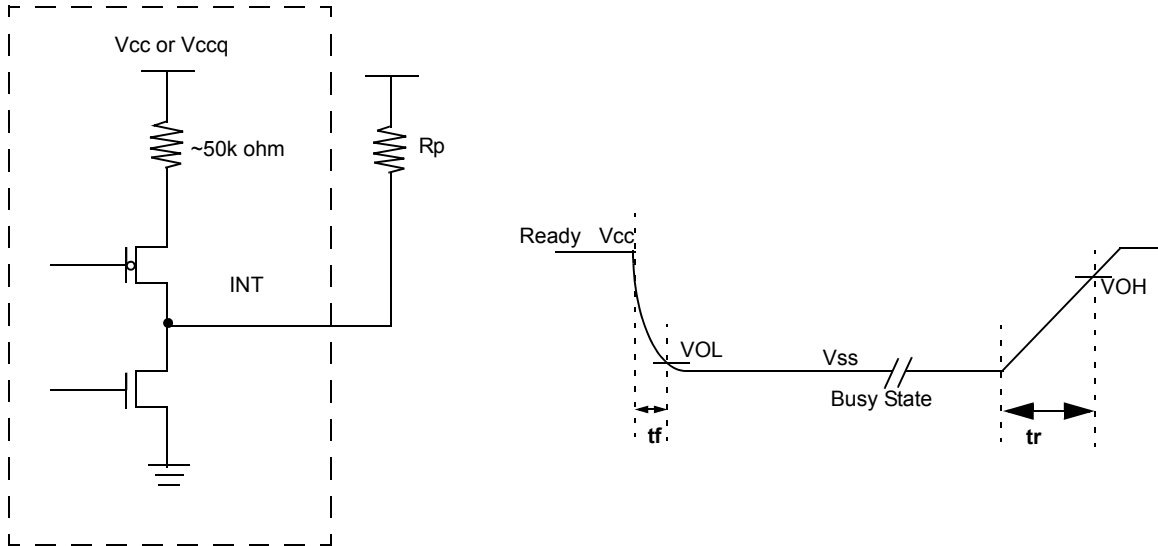 Vcc or Vccq
~50k ohm
Rp
INT
Ready Vcc
VOL
Vss
Busy State
VOH
tf
tr